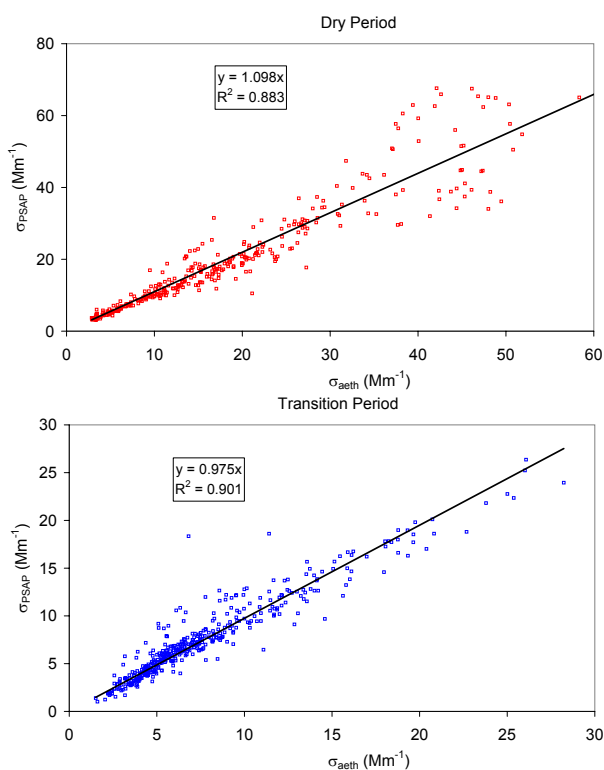 Dry Period
80
60
40
20
0
σPSAP (Mm-1)
y = 1.098x
R2 = 0.883
0 10 20 30 40 50 60
σaeth (Mm-1)
Transition Period
30
25
20
15
10
5
0
σPSAP (Mm-1)
y = 0.975x
R2 = 0.901
0 5 10 15 20 25 30
σaeth (Mm-1)